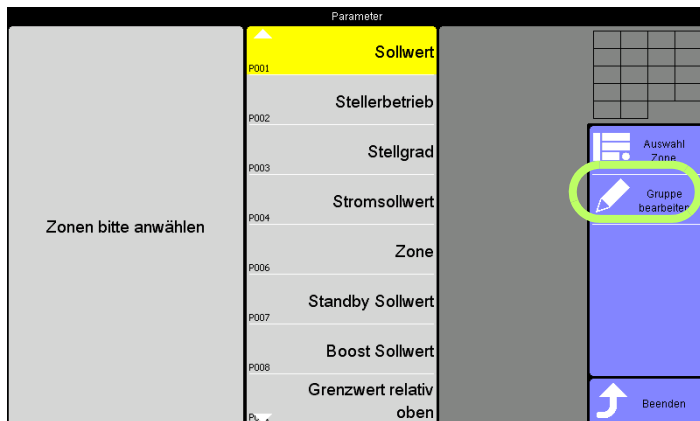 Parameter
Zonen bitte anwählen
Sollwert
P001
Stellerbetrieb
P002
Stellgrad
P003
Stromsollwert
P004
Zone
P006
Standby Sollwert
P007
Boost Sollwert
P008
Grenzwert relativ
oben
Auswahl
Zone
Gruppe
bearbeiten
Beenden